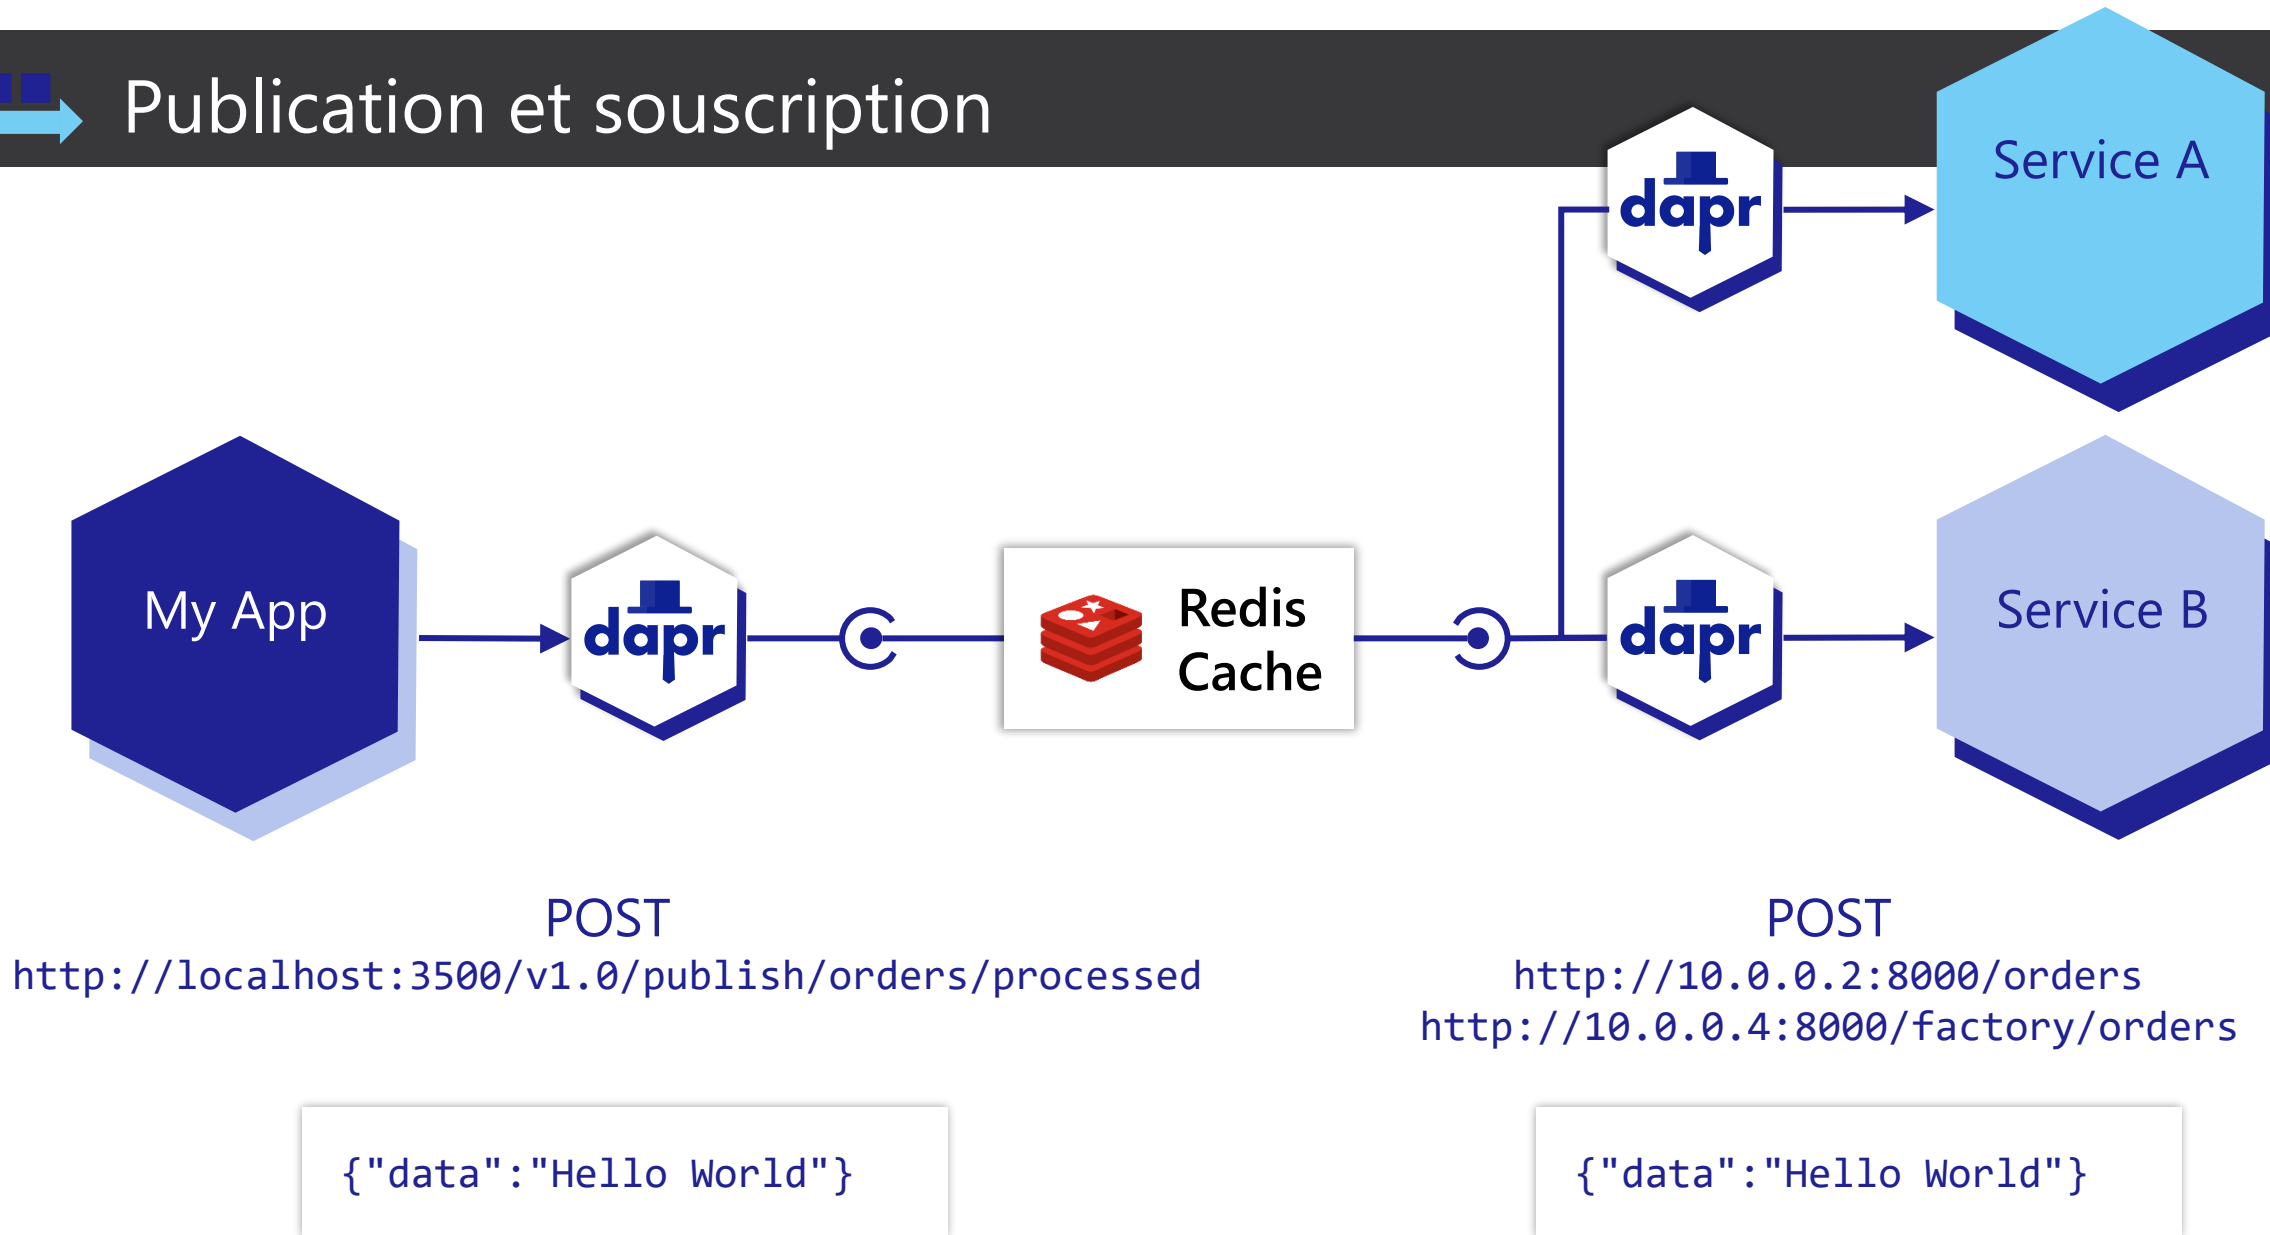 Publication et souscription
dapr
Service A
My App
dapr
Redis
Cache
dapr
Service B
POST
http://localhost:3500/v1.0/publish/orders/processed
POST
http://10.0.0.2:8000/orders
http://10.0.0.4:8000/factory/orders
{"data":"Hello World"}
{"data":"Hello World"}